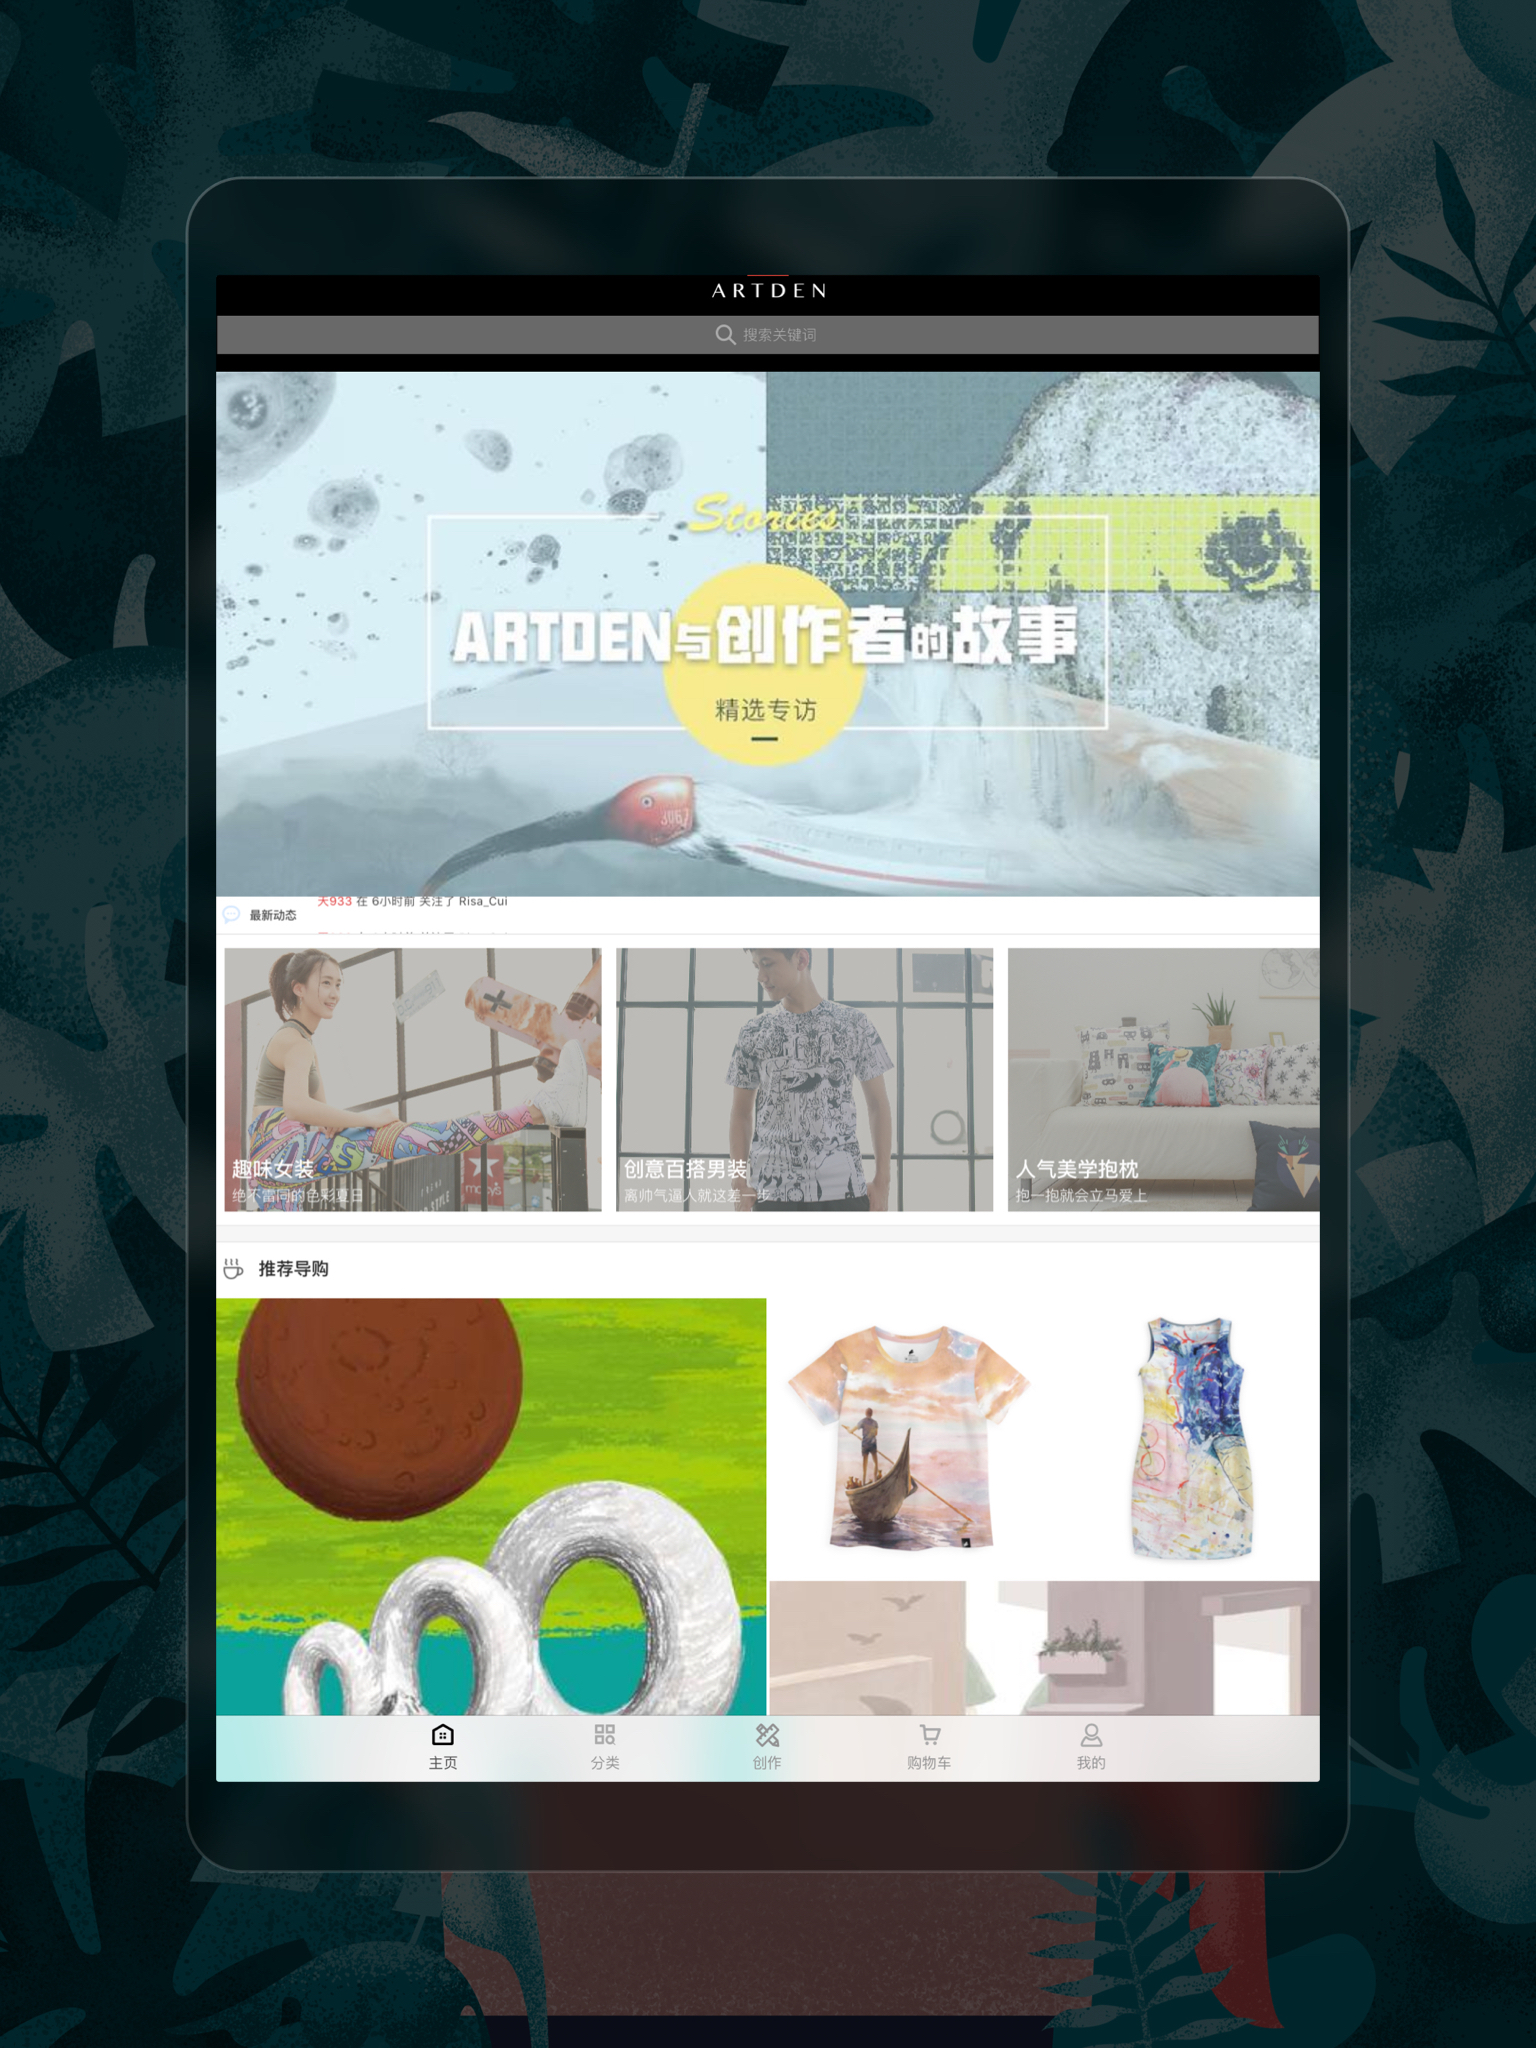 ARTDEN
搜索关键词
Stories
ARTDEN与创作者的故事
精选专访
3067
天933 在 6小时前 关注了 Risa_Cui
最新动态
macy's
趣味女装
绝不雷同的色彩夏日
创意百搭男装
离帅气逼人就这差一步
人气美学抱枕
抱一抱就会立马爱上
推荐导购
主页
分类
创作
购物车
我的